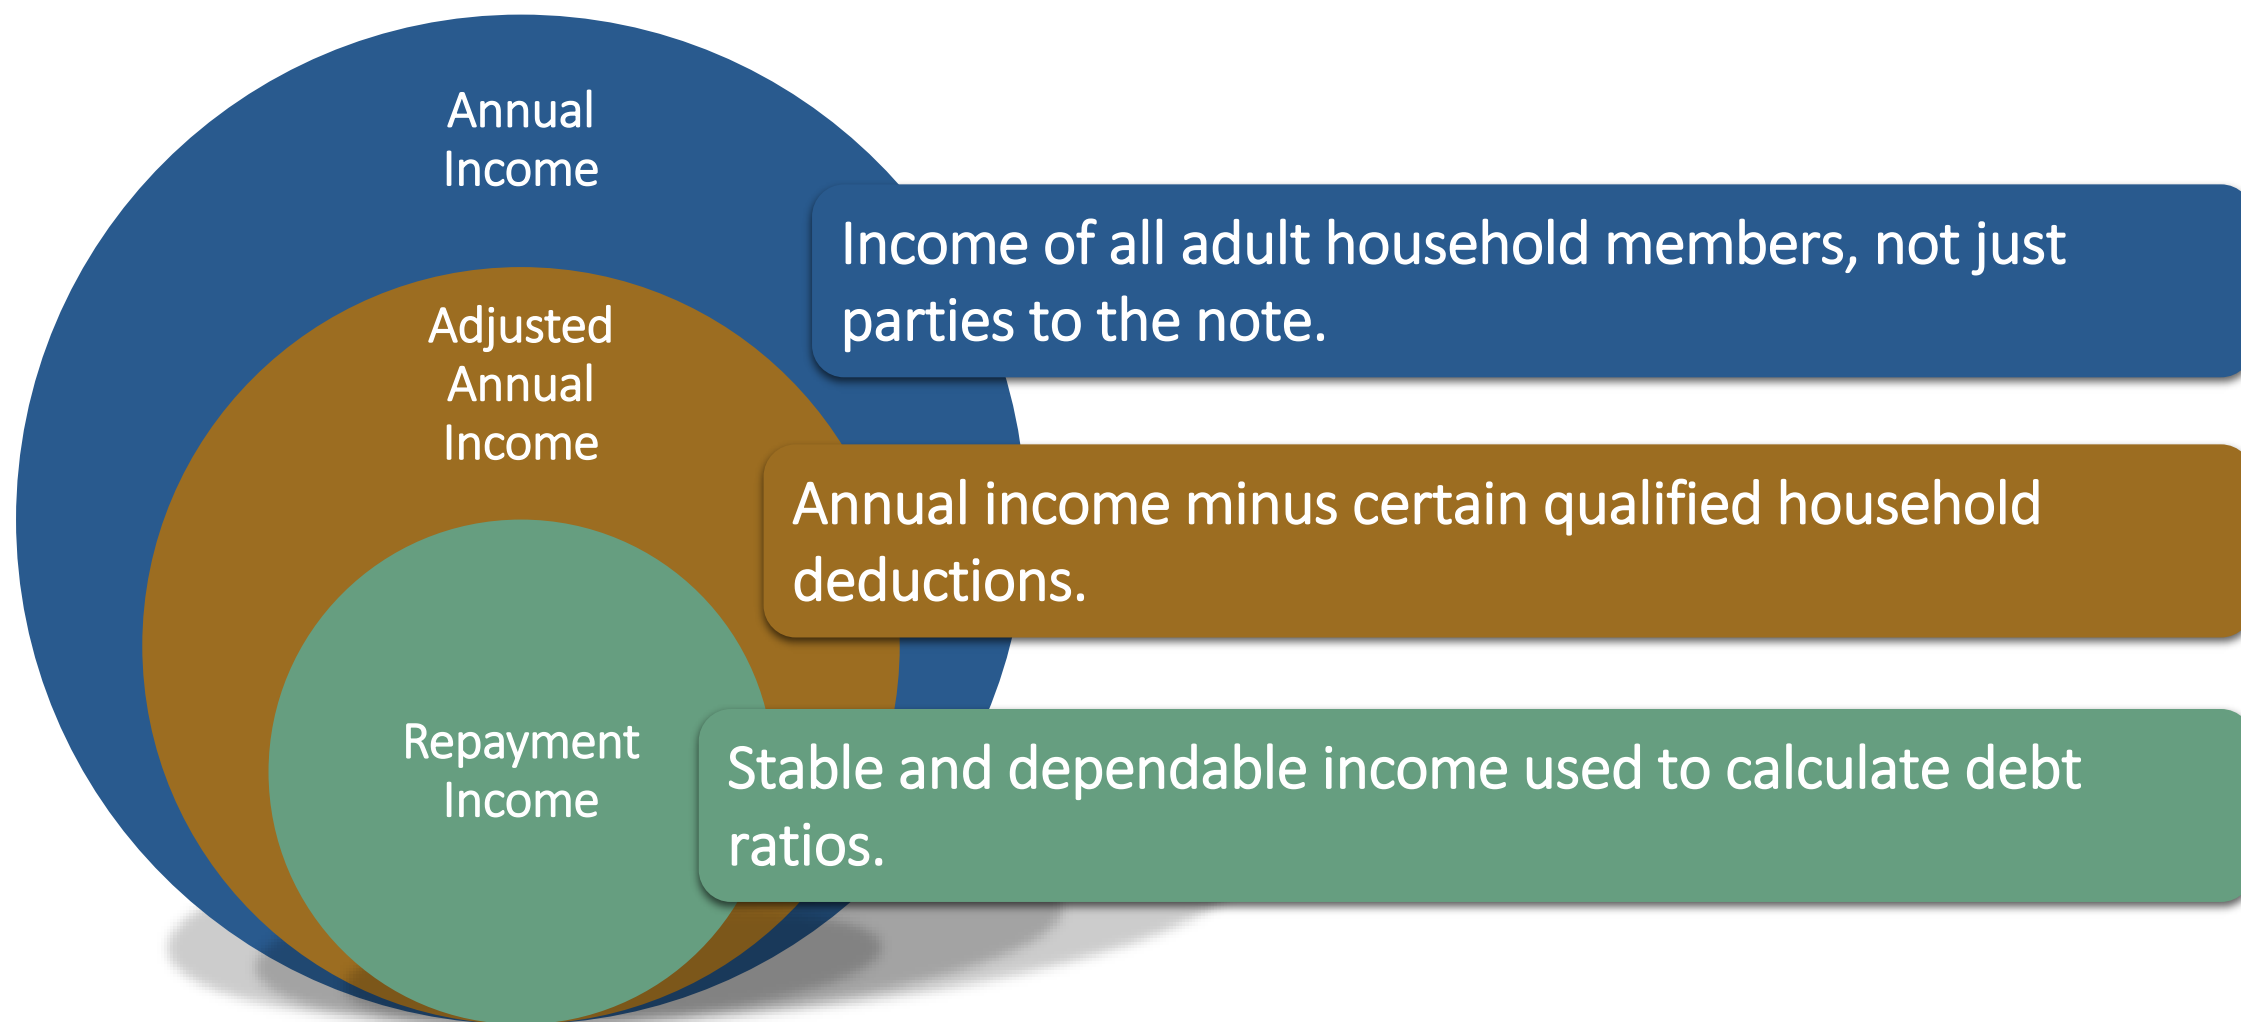 Annual
Income
Income of all adult household members, not just
parties to the note.
Adjusted
Annual
Income
Annual income minus certain qualified household
deductions.
Repayment
Income
Stable and dependable income used to calculate debt
ratios.